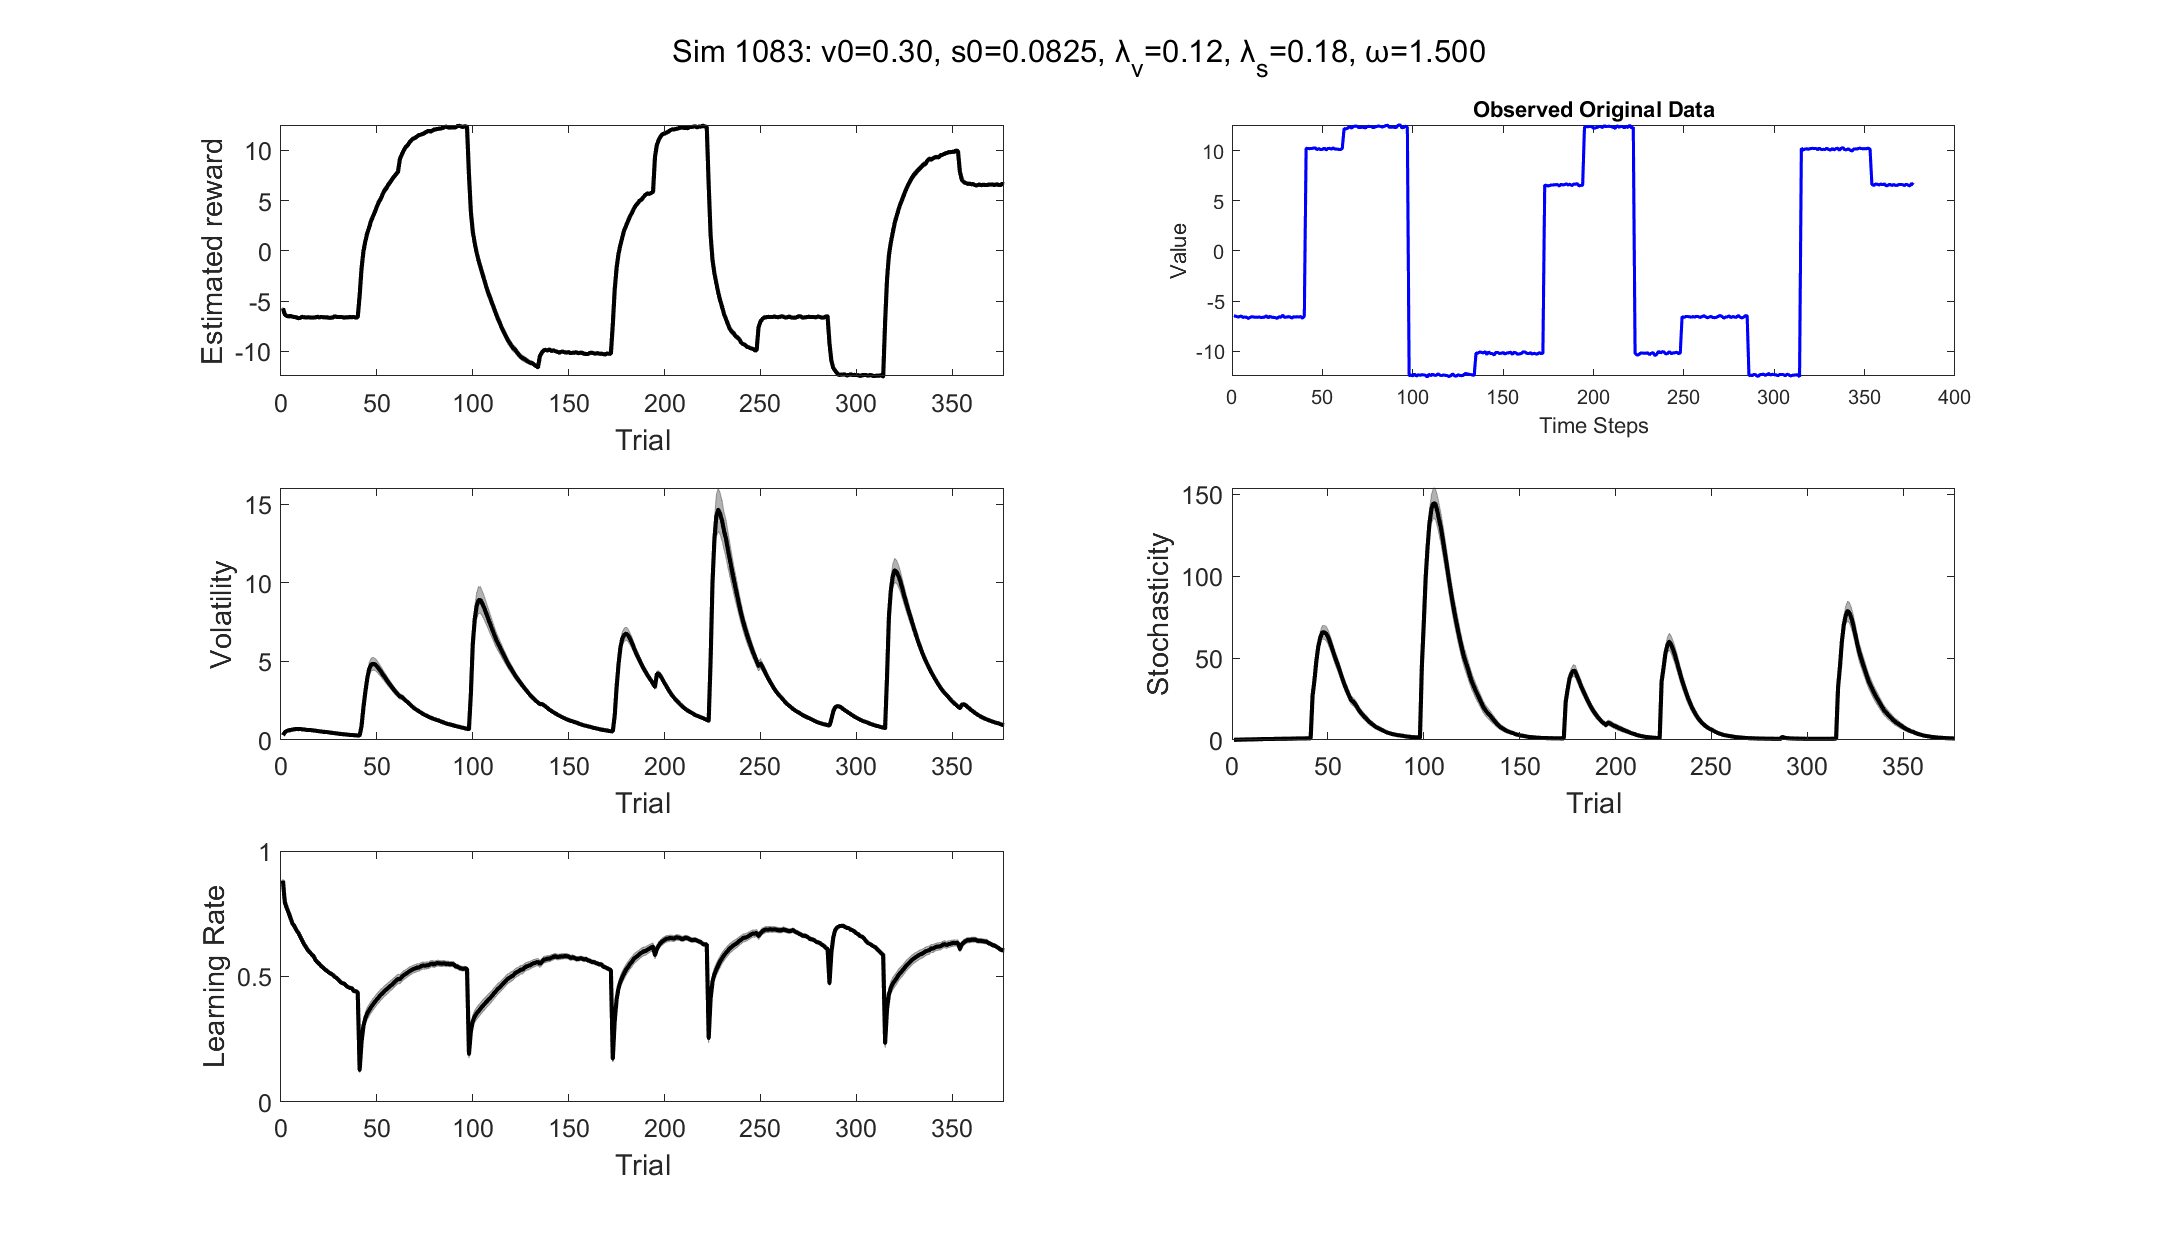 Sim 1083: v0=0.30, s0=0.0825, λ_v=0.12, λ_s=0.18, ω=1.500
Estimated reward
10
5
0
-5
-10
0 50 100 150 200 250 300 350
Trial
Observed Original Data
Value
10
5
0
-5
-10
0 50 100 150 200 250 300 350 400
Time Steps
Volatility
15
10
5
0
0 50 100 150 200 250 300 350
Trial
Stochasticity
150
100
50
0
0 50 100 150 200 250 300 350
Trial
Learning Rate
1
0.5
0
0 50 100 150 200 250 300 350
Trial